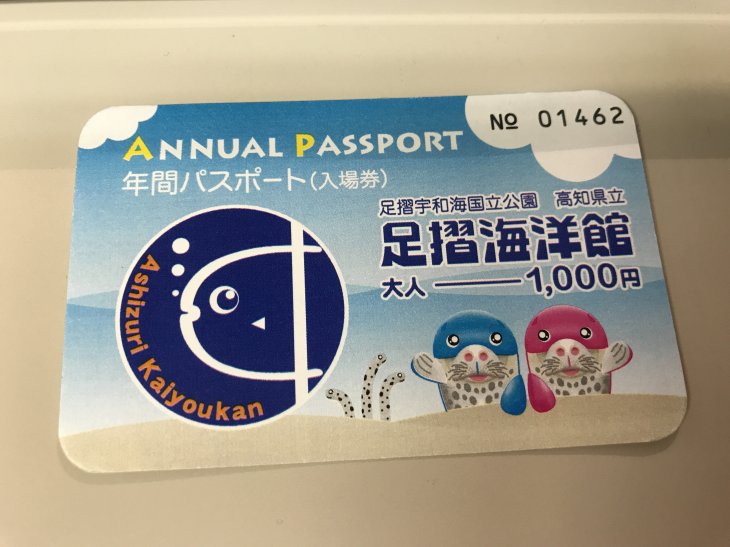 № 01462
ANNUAL PASSPORT
年間パスポート(入場券)
足摺宇和海国立公園 高知県立
足摺海洋館
大人 —— 1,000円
Ashizuri Kaiyoukan